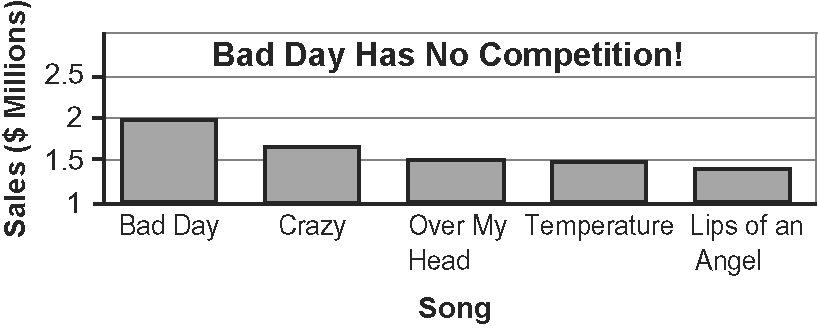 Bad Day Has No Competition!
Sales ($ Millions)
2.5
2
1.5
1
Bad Day
Crazy
Over My
Head
Temperature
Lips of an
Angel
Song